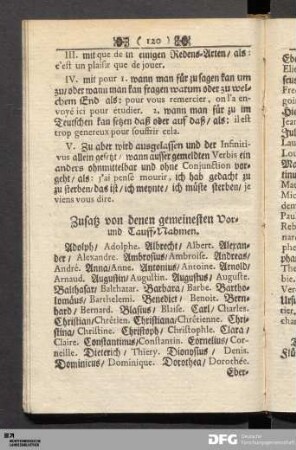 ( 120 )
III. mit que de in einigen Redens-Arten/ als:
c'est un plaisir que de jouer.
IV. mit pour 1. wann man für zu sagen kan um
zu/ oder wann man kan fragen warum oder zu wel-
chem End als: pour vous remercier, on l'a en-
voyé ici pour étudier. 2. wann man für zu im
Teutschen kan setzen daß oder auf daß/ als: il est
trop genereux pour souffrir cela.
V. Zu aber wird ausgelassen und der Infiniti-
vus allein gesetzt/ wann ausser gemeldten Verbis ein
anders ohnmittelbar und ohne Conjunction vor-
geht/ als: j'ai pensé mourir, ich hab gedacht zu
zu sterben/ das ist/ ich meynte/ ich müste sterben/ je
viens vous dire.
Zusatz von denen gemeinesten Vor-
und Tauff-Nahmen.
Adolph/ Adolphe. Albrecht/ Albert. Alexan-
der/ Alexandre. Ambrosius/ Ambroise. Andreas/
André. Anna/ Anne. Antonius/ Antoine. Arnold/
Arnaud. Augustin/ Augustin. Augustus/ Auguste.
Balthasar/ Balthazar. Barbara/ Barbe. Bartho-
lomäus/ Barthelemi. Benedict/ Benoit. Bern-
hard/ Bernard. Blasius/ Blaise. Carl/ Charles.
Christian/ Chrêtien. Christiana/ Chrêtienne. Chri-
stina/ Christine. Christoph/ Christophle. Clara/
Claire. Constantinus/ Constantin. Cornelius/ Cor-
neille. Dieterich/ Thiery. Dionysius/ Denis.
Dominicus/ Dominique. Dorothea/ Dorothée.
Eber-
DFG